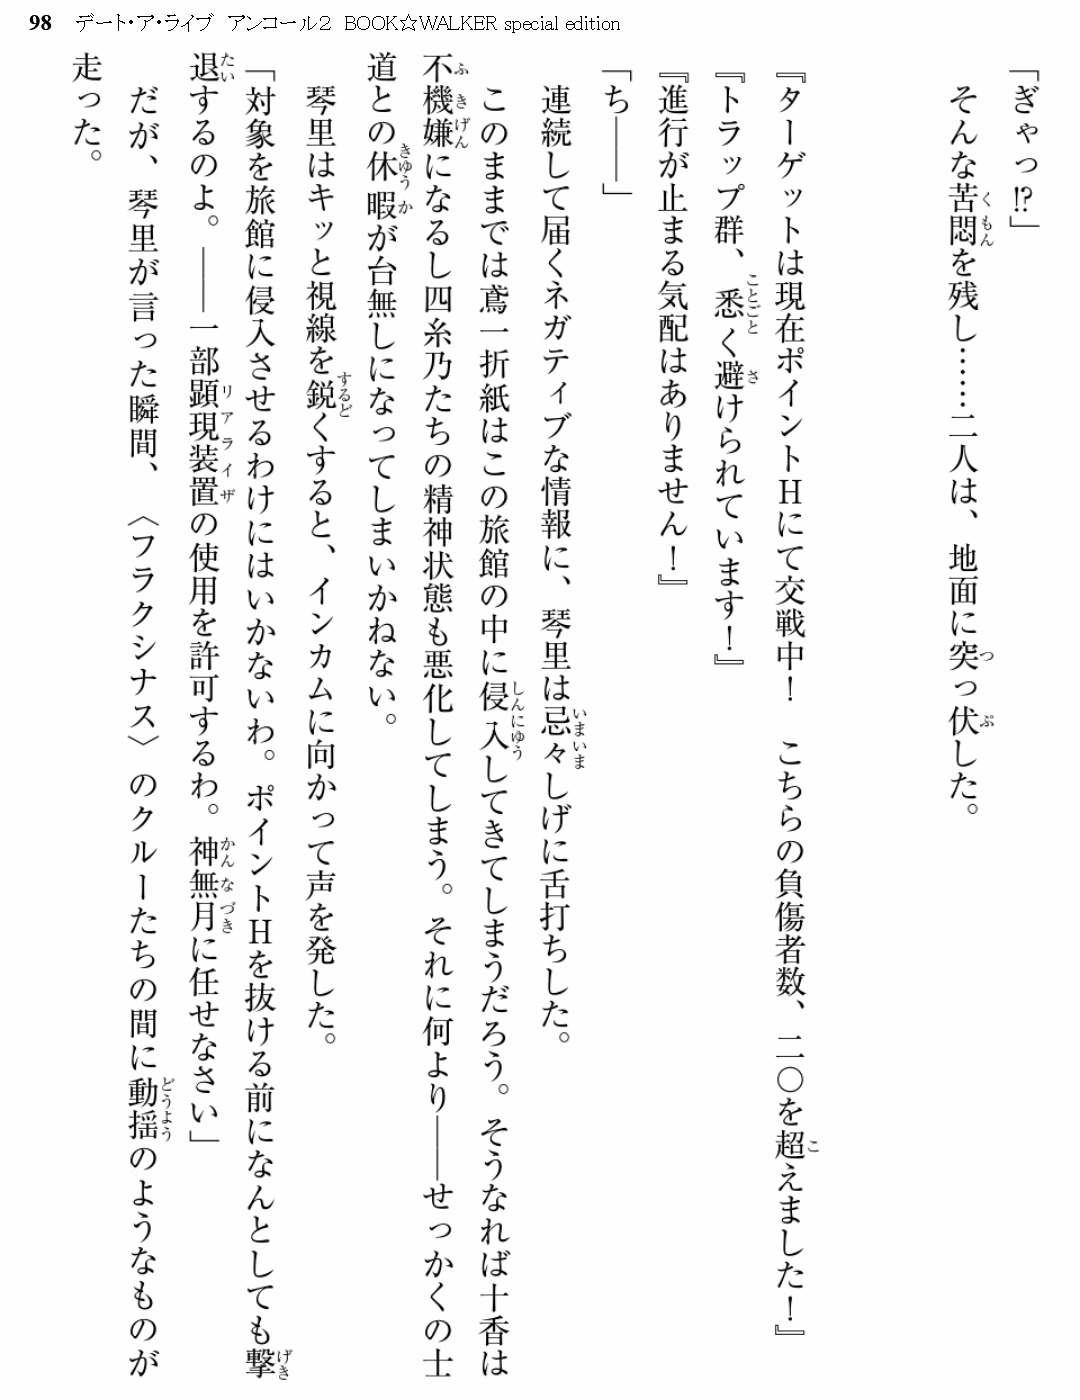 98 デート・ア・ライブ アンコール2 BOOK☆WALKER special edition
「ぎゃっ!?」
そんな苦悶を残し……二人は、地面に突っ伏した。
『ターゲットは現在ポイントHにて交戦中！ こちらの負傷者数、二〇を超えました！』
『トラップ群、悉く避けられています！』
『進行が止まる気配はありません！』
「ち――」
連続して届くネガティブな情報に、琴里は忌々しげに舌打ちした。
このままでは鳶一折紙はこの旅館の中に侵入してきてしまうだろう。そうなれば十香は
不機嫌になるし四糸乃たちの精神状態も悪化してしまう。それに何より――せっかくの士
道との休暇が台無しになってしまいかねない。
琴里はキッと視線を鋭くすると、インカムに向かって声を発した。
「対象を旅館に侵入させるわけにはいかないわ。ポイントHを抜ける前になんとしても撃
退するのよ。――一部顕現装置の使用を許可するわ。神無月に任せなさい」
だが、琴里が言った瞬間、〈フラクシナス〉のクルーたちの間に動揺のようなものが
走った。